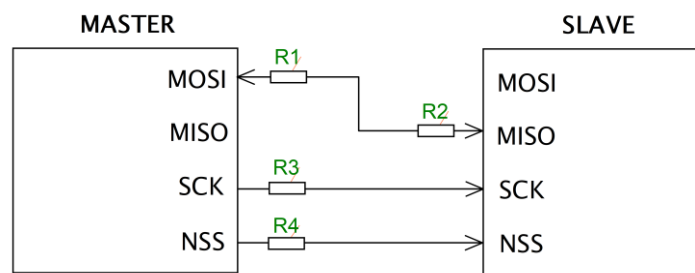 MASTER SLAVE
MOSI R1 MOSI
MISO R2 MISO
SCK R3 SCK
NSS R4 NSS